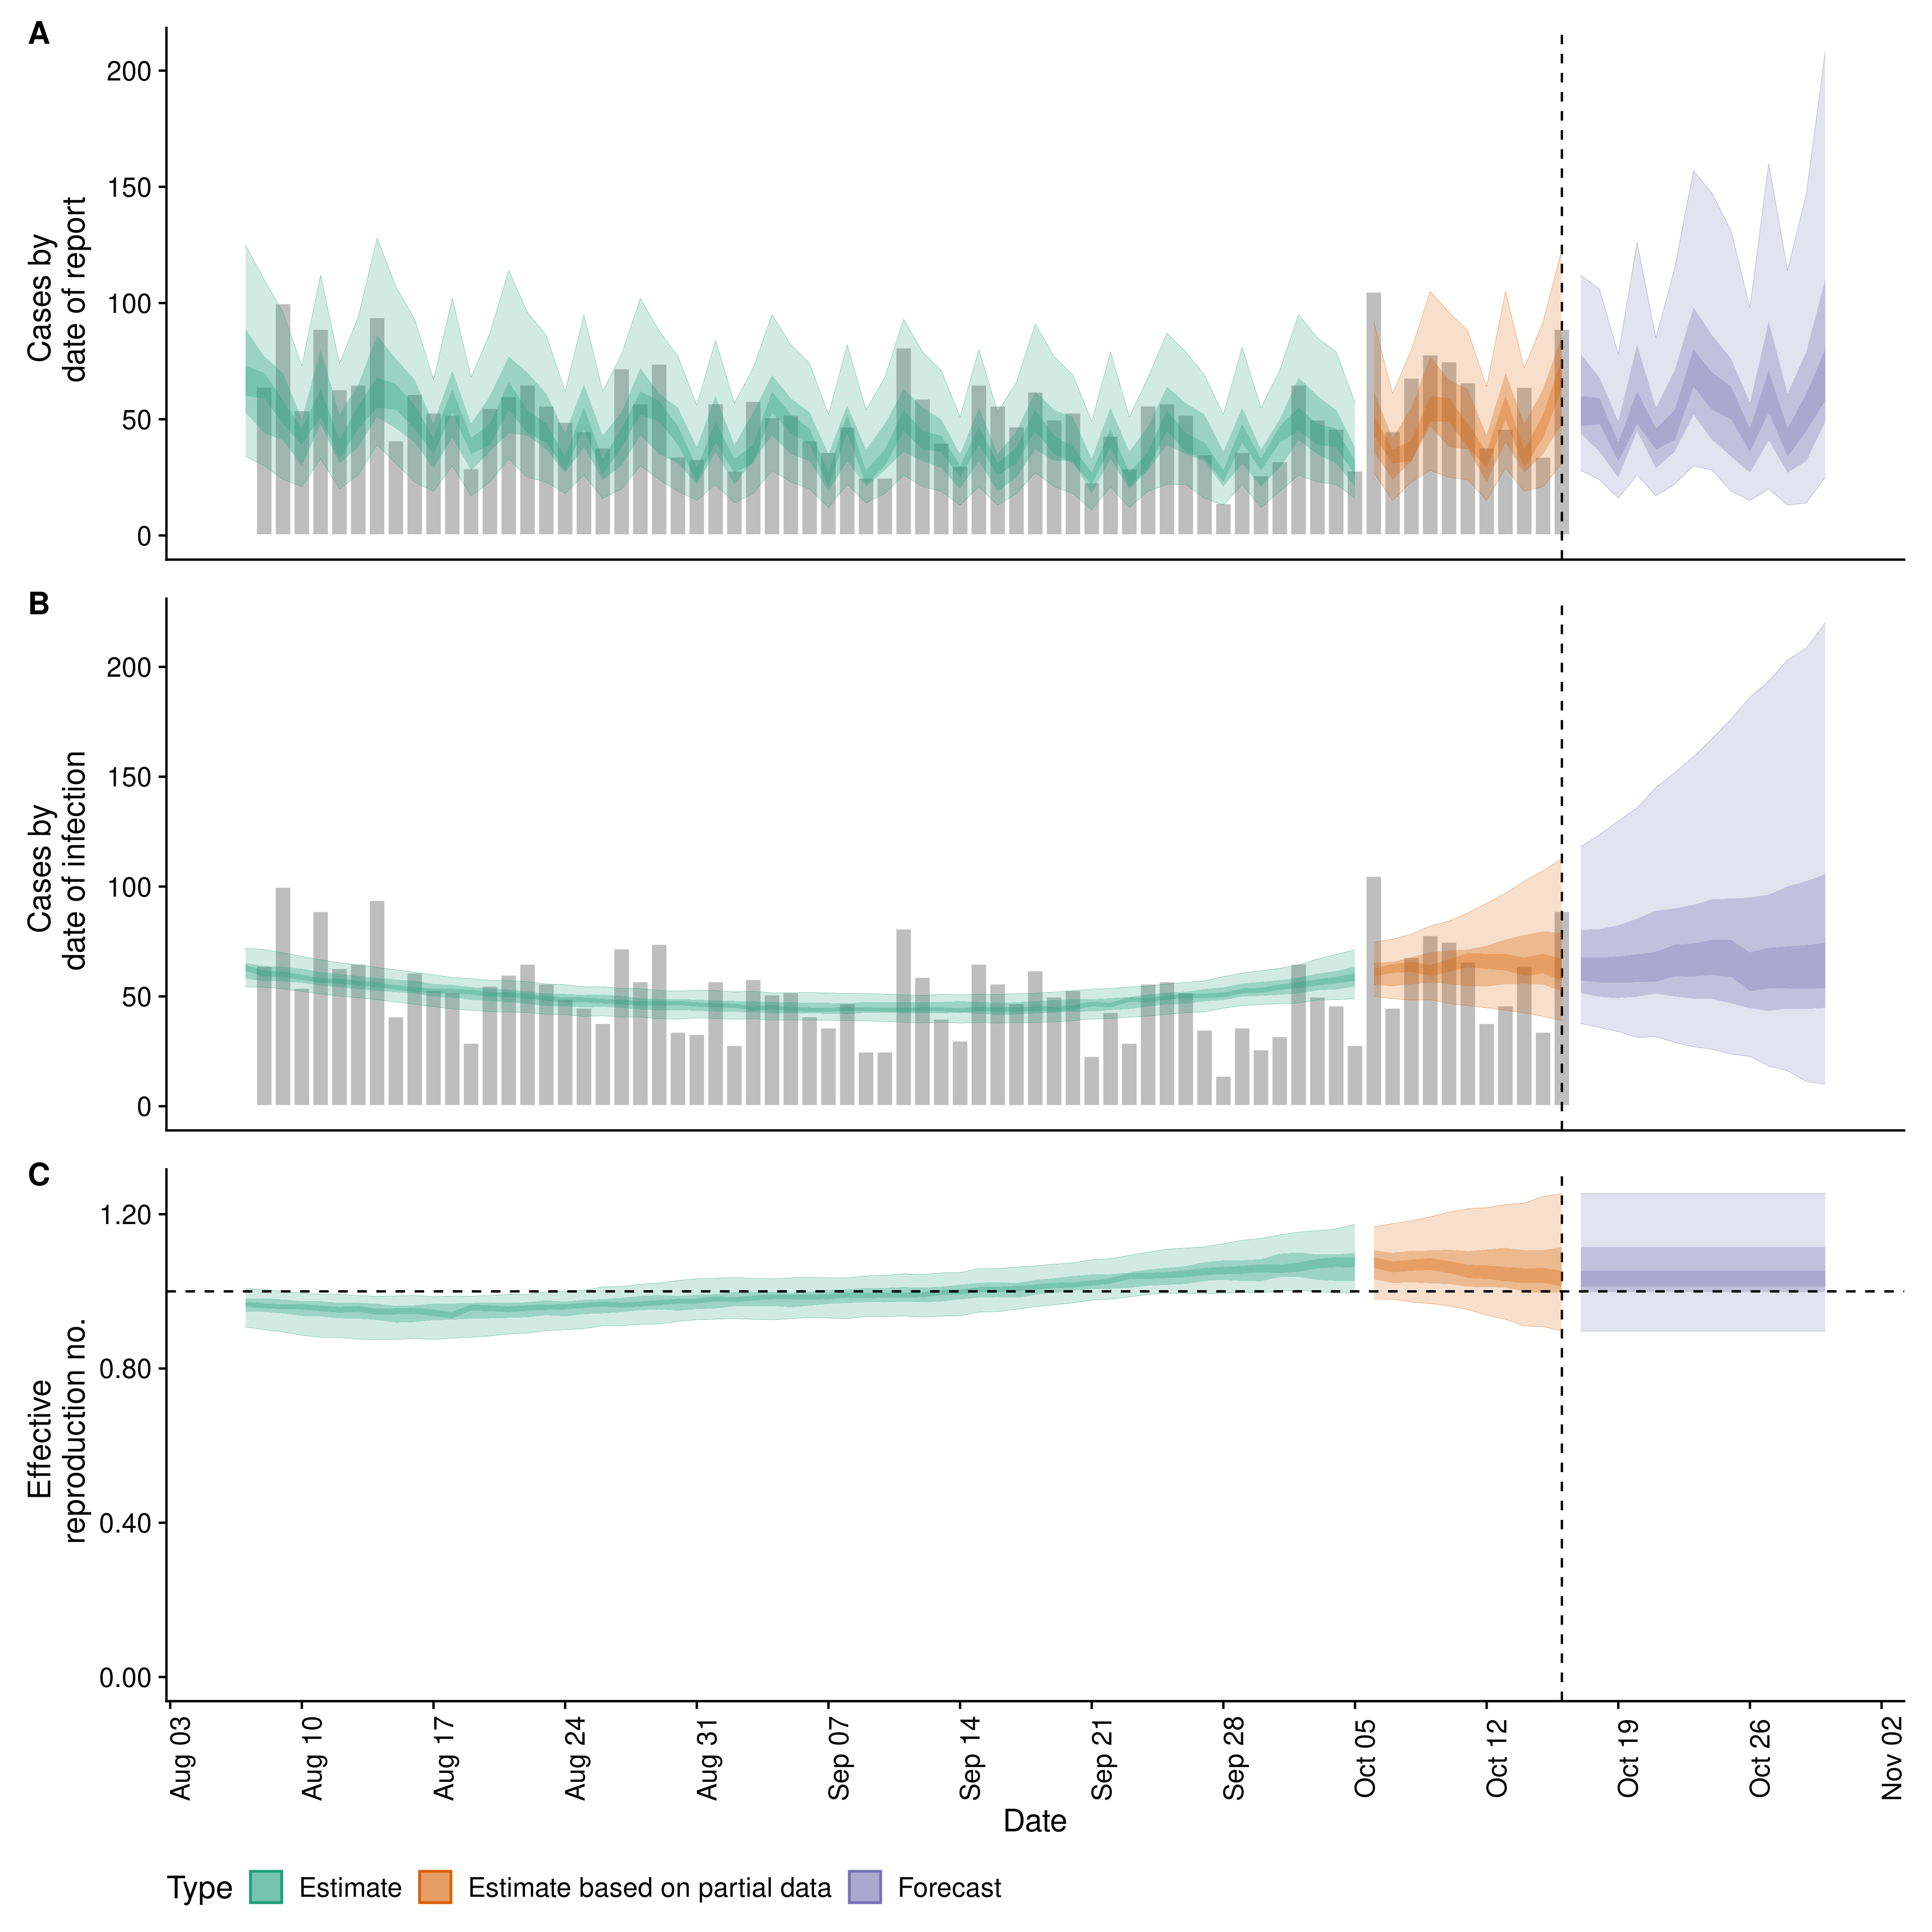 A
Cases by
date of report
200
150
100
50
0
B
Cases by
date of infection
200
150
100
50
0
C
Effective
reproduction no.
1.20
0.80
0.40
0.00
Aug 03
Aug 10
Aug 17
Aug 24
Aug 31
Sep 07
Sep 14
Sep 21
Sep 28
Oct 05
Oct 12
Oct 19
Oct 26
Nov 02
Date
Type Estimate Estimate based on partial data Forecast